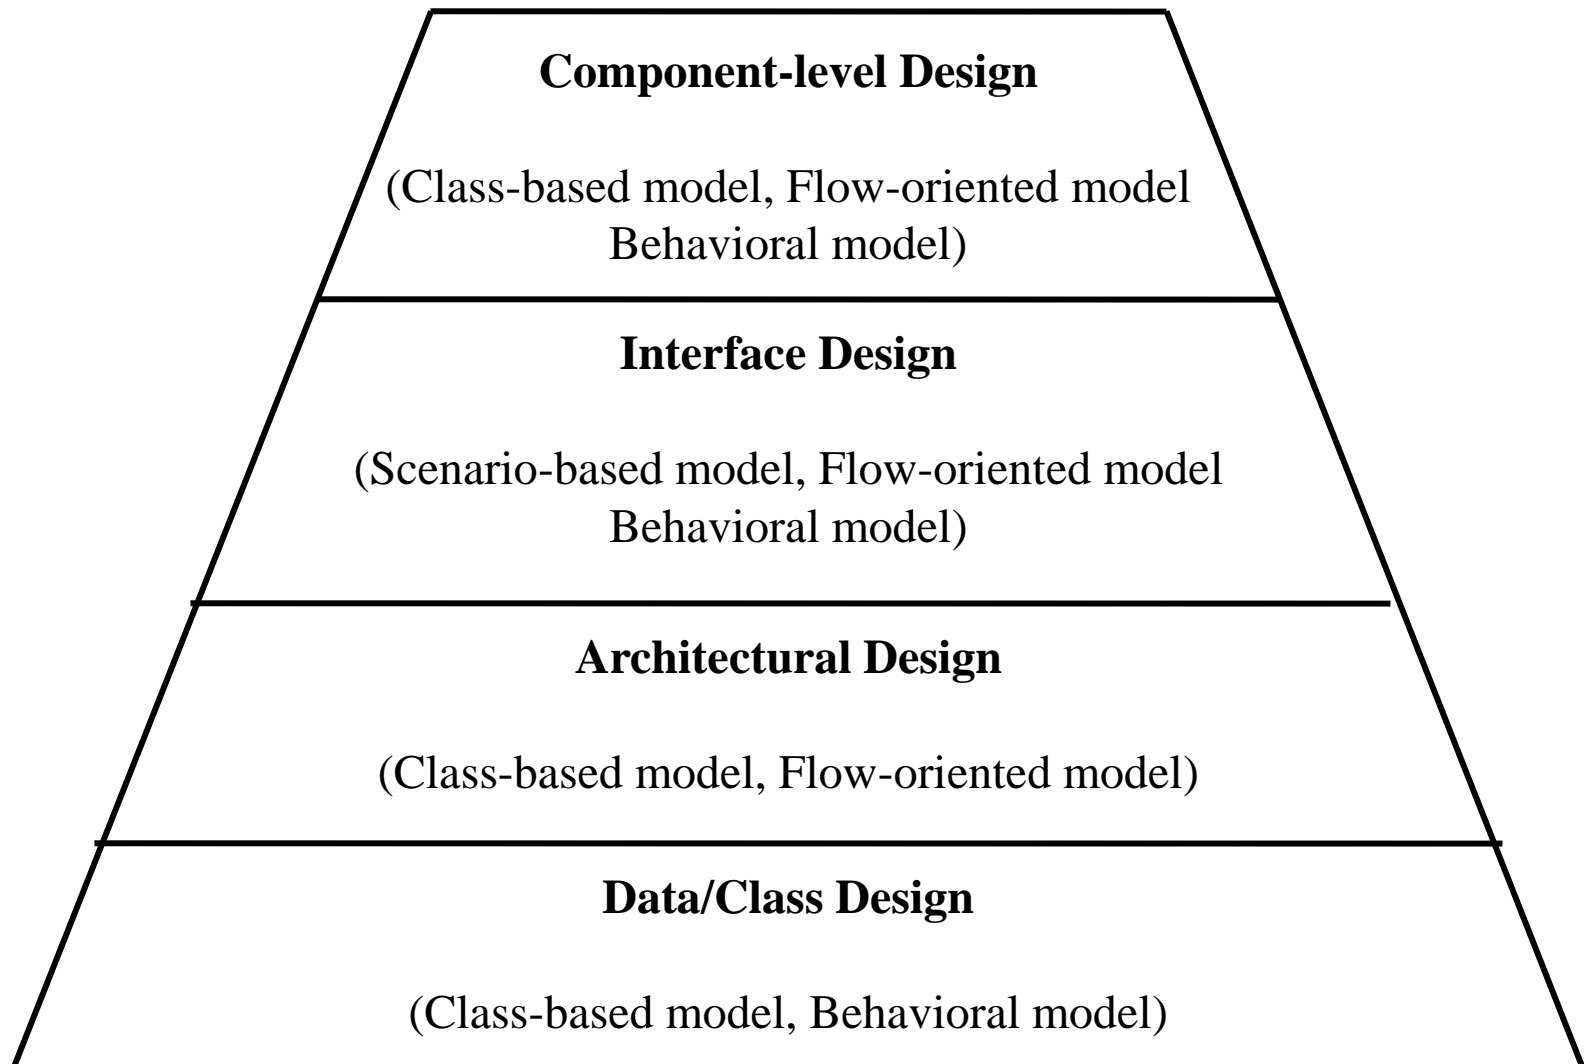 Component-level Design
(Class-based model, Flow-oriented model
Behavioral model)
Interface Design
(Scenario-based model, Flow-oriented model
Behavioral model)
Architectural Design
(Class-based model, Flow-oriented model)
Data/Class Design
(Class-based model, Behavioral model)